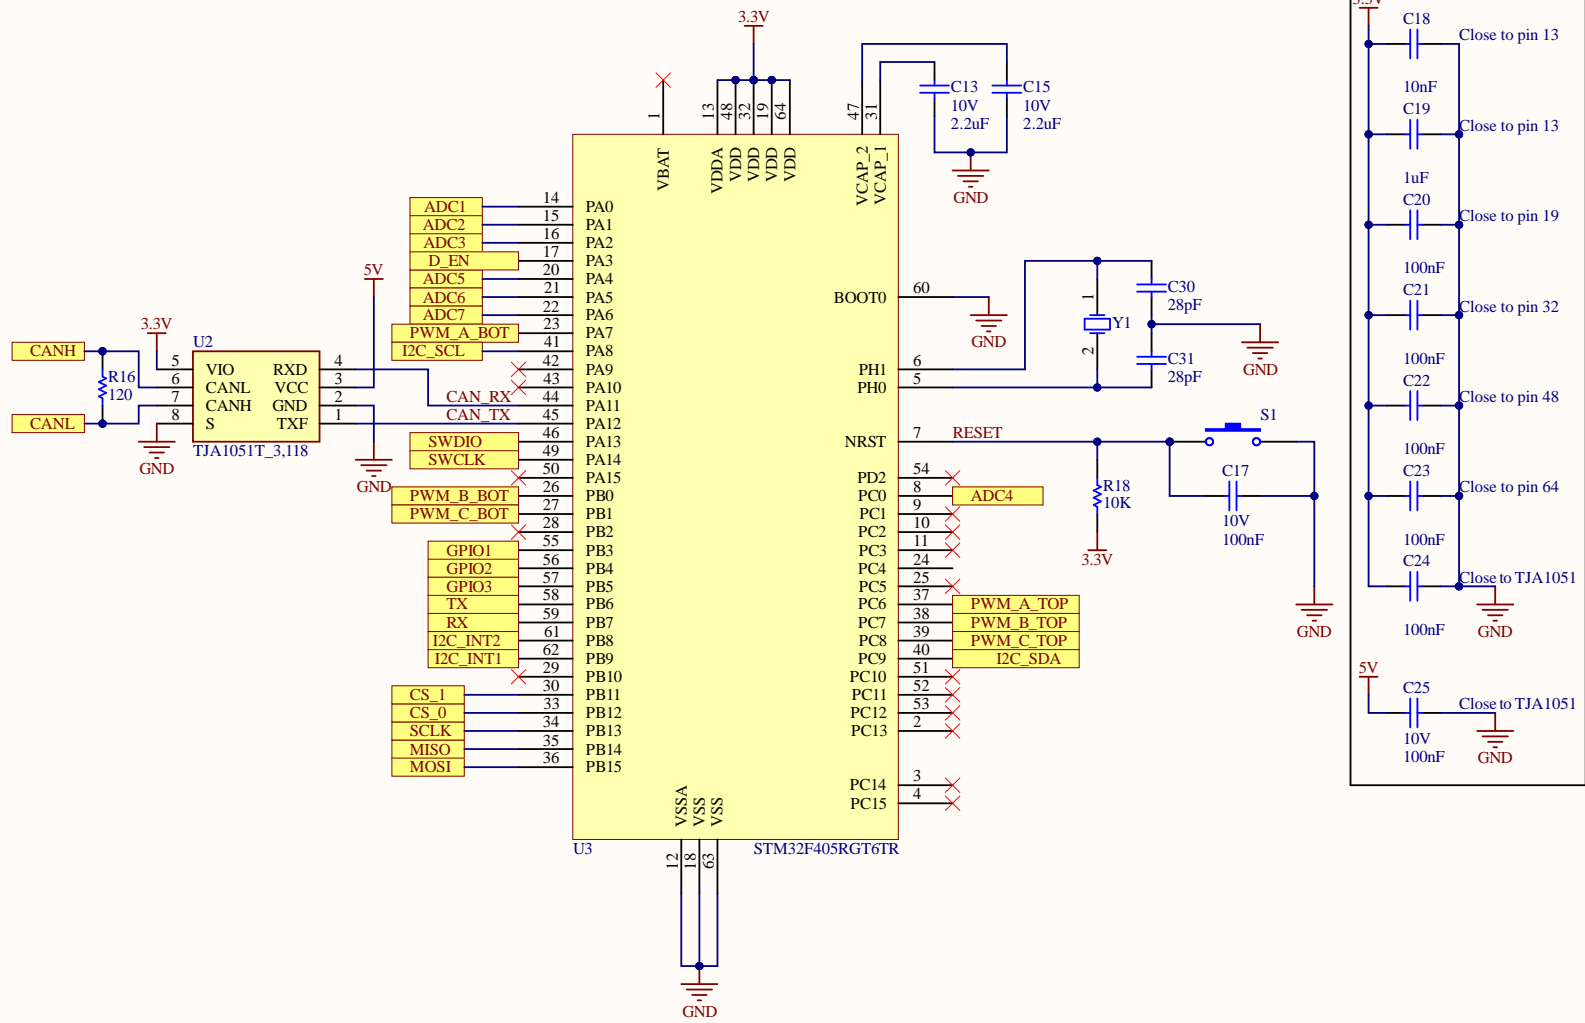 3.3V
3.3V
C18
Close to pin 13
10nF
C19
Close to pin 13
1uF
C20
Close to pin 19
100nF
C21
Close to pin 32
100nF
C22
Close to pin 48
100nF
C23
Close to pin 64
100nF
C24
Close to TJA1051
GND
100nF
5V
C25
Close to TJA1051
10V
100nF
GND
1
13
48
32
19
64
47
31
C13
10V
2.2uF
C15
10V
2.2uF
GND
VBAT
VDDA
VDD
VDD
VDD
VDD
VCAP_2
VCAP_1
ADC1 14 PA0
ADC2 15 PA1
ADC3 16 PA2
D_EN 17 PA3
ADC5 20 PA4
ADC6 21 PA5
ADC7 22 PA6
PWM_A_BOT 23 PA7
I2C_SCL 41 PA8
42 PA9
43 PA10
CAN_RX 44 PA11
CAN_TX 45 PA12
SWDIO 46 PA13
SWCLK 49 PA14
50 PA15
PWM_B_BOT 26 PB0
PWM_C_BOT 27 PB1
28 PB2
GPIO1 55 PB3
GPIO2 56 PB4
GPIO3 57 PB5
TX 58 PB6
RX 59 PB7
I2C_INT2 61 PB8
I2C_INT1 62 PB9
29 PB10
CS_1 30 PB11
CS_0 33 PB12
SCLK 34 PB13
MISO 35 PB14
MOSI 36 PB15
5V
3.3V
U2
CANH
R16
120
CANL
5 VIO RXD 4
6 CANL VCC 3
7 CANH GND 2
8 S TXF 1
TJA1051T_3,118
GND
GND
BOOT0 60
GND
PH1 6
PH0 5
1
Y1
2
C30
28pF
C31
28pF
GND
NRST 7 RESET
S1
R18
10K
3.3V
C17
10V
100nF
GND
PD2 54
PC0 8 ADC4
PC1 9
PC2 10
PC3 11
PC4 24
PC5 25
PC6 37 PWM_A_TOP
PC7 38 PWM_B_TOP
PC8 39 PWM_C_TOP
PC9 40 I2C_SDA
PC10 51
PC11 52
PC12 53
PC13 2
PC14 3
PC15 4
VSSA
VSS
VSS
U3
STM32F405RGT6TR
12
18
63
GND